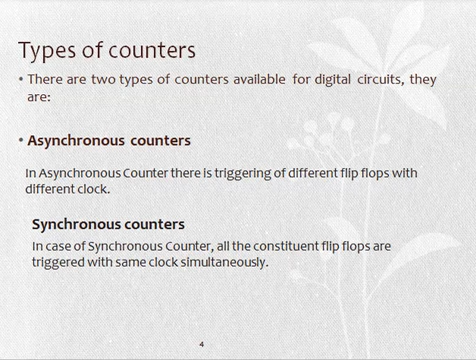 Types of counters
• There are two types of counters available for digital circuits, they
are:
• Asynchronous counters
In Asynchronous Counter there is triggering of different flip flops with
different clock.
Synchronous counters
In case of Synchronous Counter, all the constituent flip flops are
triggered with same clock simultaneously.
4